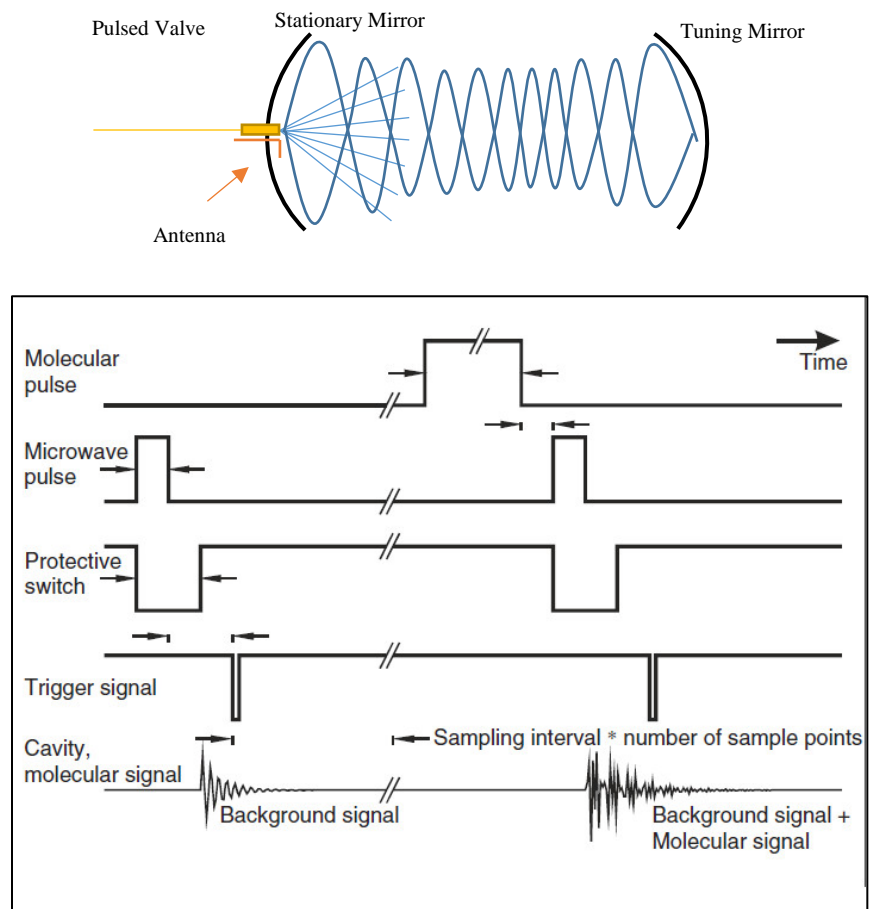 Pulsed Valve
Stationary Mirror
Tuning Mirror
Antenna
Molecular
pulse
Time
Microwave
pulse
Protective
switch
Trigger signal
Sampling interval * number of sample points
Cavity,
molecular signal
Background signal
Background signal +
Molecular signal